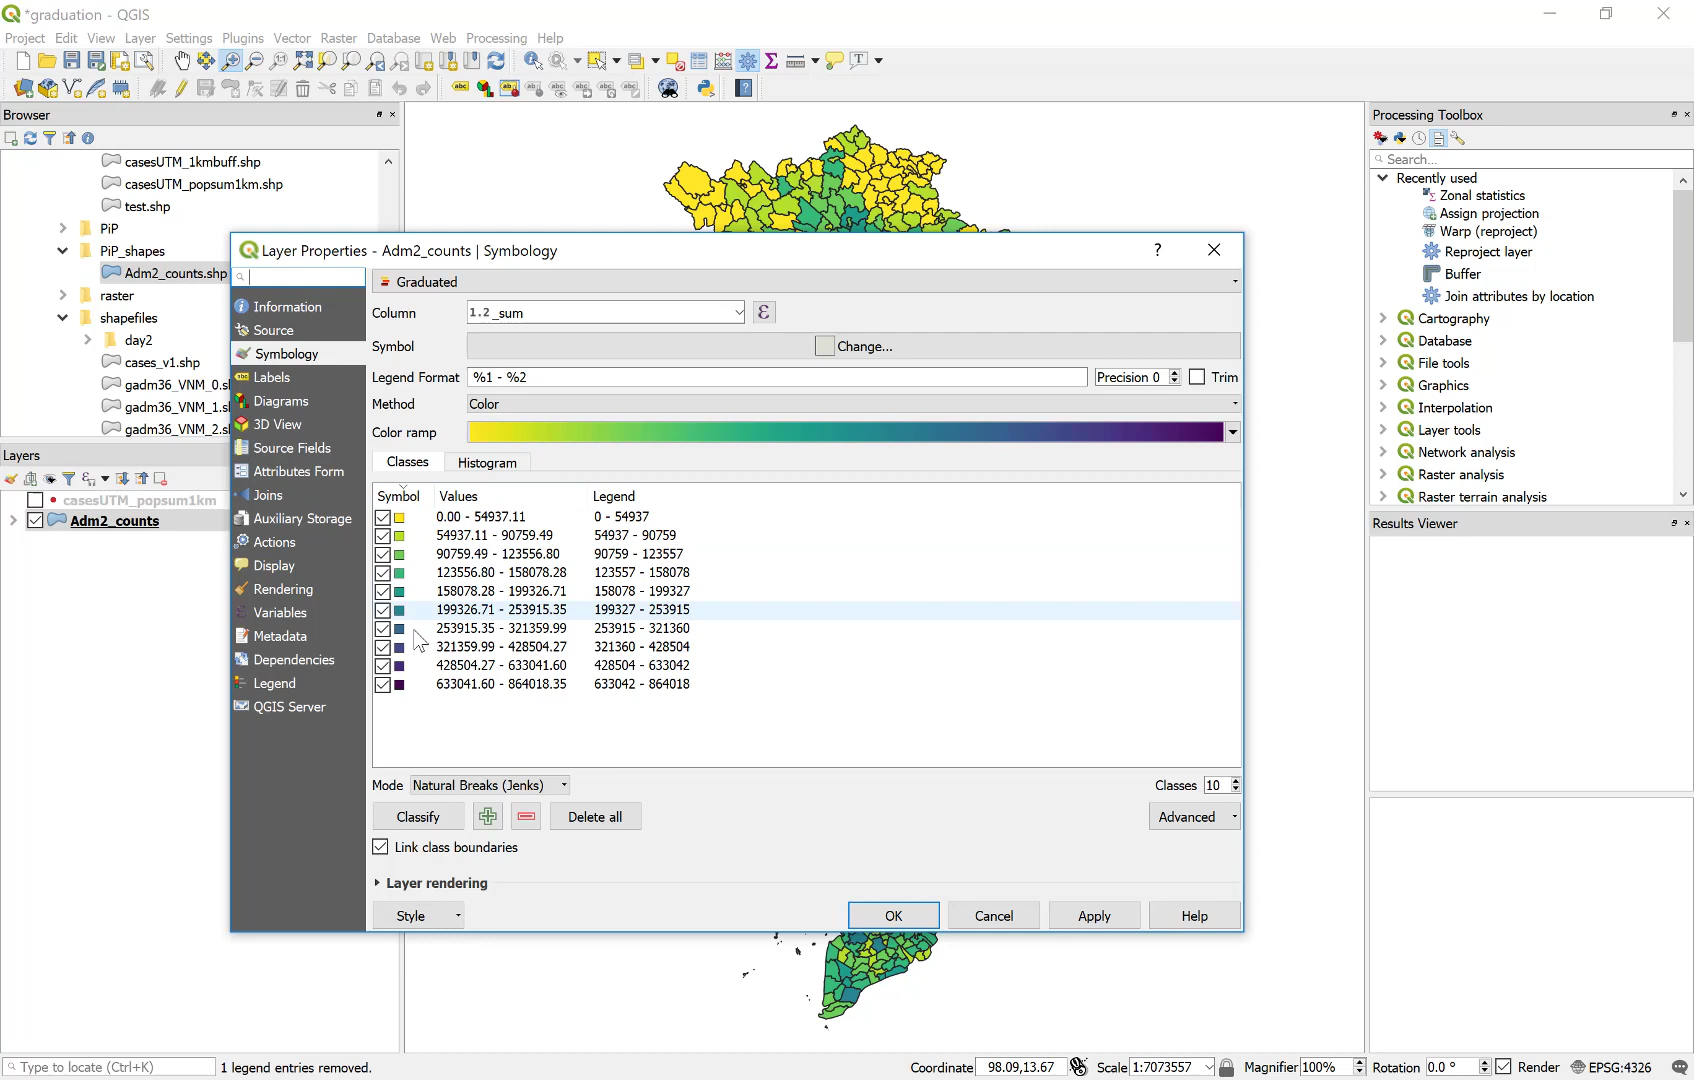 *graduation - QGIS
Project Edit View Layer Settings Plugins Vector Raster Database Web Processing Help
Browser
casesUTM_1kmbuff.shp
casesUTM_popsum1km.shp
test.shp
PiP
PiP_shapes
Adm2_counts.shp
raster
shapefiles
day2
cases_v1.shp
gadm36_VNM_0.sl
gadm36_VNM_1.sl
gadm36_VNM_2.sl
Layers
casesUTM_popsum1km
Adm2_counts
Layer Properties - Adm2_counts | Symbology
?
Information
Source
Symbology
Labels
Diagrams
3D View
Source Fields
Attributes Form
Joins
Auxiliary Storage
Actions
Display
Rendering
Variables
Metadata
Dependencies
Legend
QGIS Server
Graduated
Column 1.2 _sum ε
Symbol Change...
Legend Format %1 - %2 Precision 0 Trim
Method Color
Color ramp
Classes Histogram
Symbol Values Legend
0.00 - 54937.11 0 - 54937
54937.11 - 90759.49 54937 - 90759
90759.49 - 123556.80 90759 - 123557
123556.80 - 158078.28 123557 - 158078
158078.28 - 199326.71 158078 - 199327
199326.71 - 253915.35 199327 - 253915
253915.35 - 321359.99 253915 - 321360
321359.99 - 428504.27 321360 - 428504
428504.27 - 633041.60 428504 - 633042
633041.60 - 864018.35 633042 - 864018
Mode Natural Breaks (Jenks) Classes 10
Classify Delete all Advanced
Link class boundaries
Layer rendering
Style OK Cancel Apply Help
Processing Toolbox
Search...
Recently used
Zonal statistics
Assign projection
Warp (reproject)
Reproject layer
Buffer
Join attributes by location
Cartography
Database
File tools
Graphics
Interpolation
Layer tools
Network analysis
Raster analysis
Raster terrain analysis
Results Viewer
Type to locate (Ctrl+K) 1 legend entries removed. Coordinate 98.09,13.67 Scale 1:7073557 Magnifier 100% Rotation 0.0 ° Render EPSG:4326